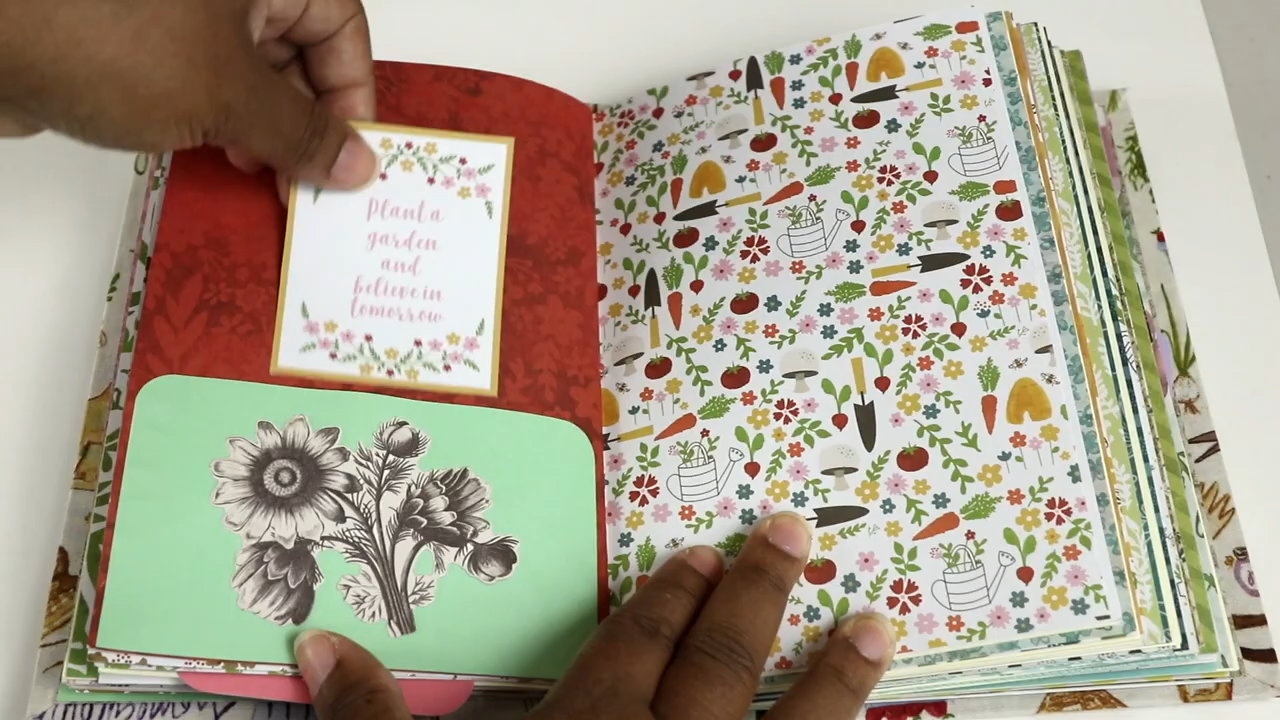 Plant a
garden
and
believe in
tomorrow